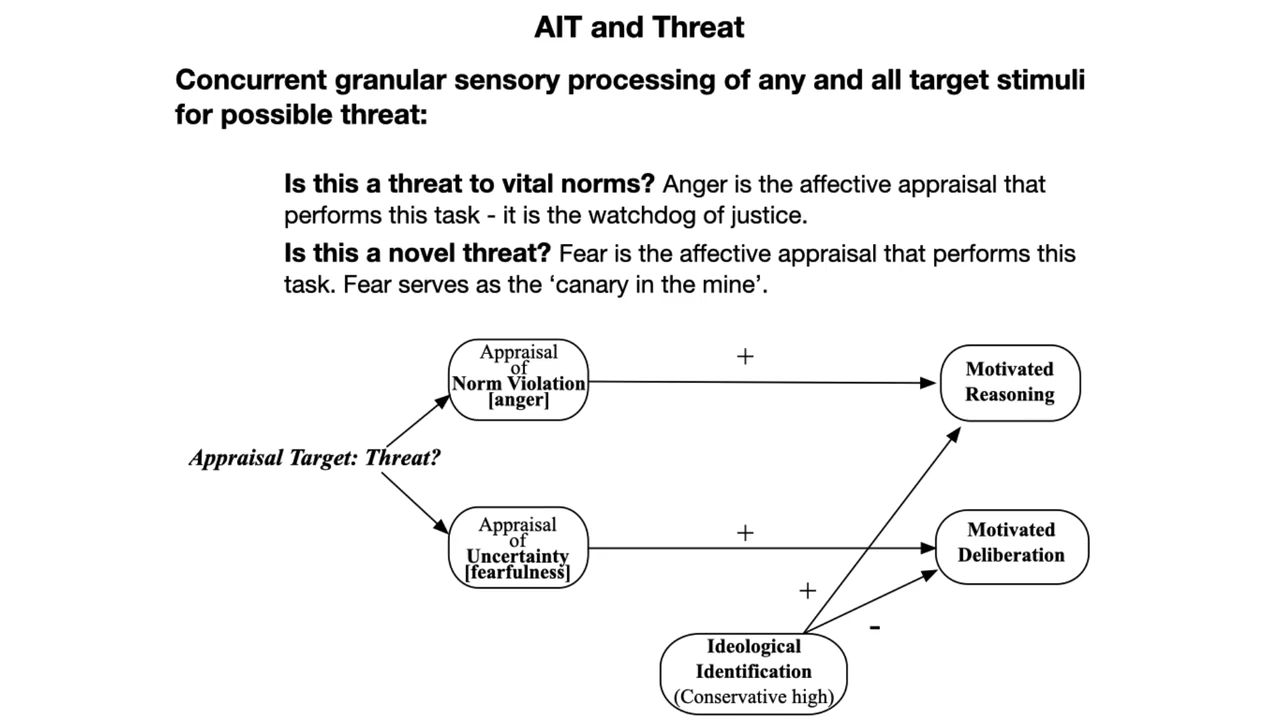 AIT and Threat
Concurrent granular sensory processing of any and all target stimuli
for possible threat:
Is this a threat to vital norms? Anger is the affective appraisal that
performs this task - it is the watchdog of justice.
Is this a novel threat? Fear is the affective appraisal that performs this
task. Fear serves as the ‘canary in the mine’.
Appraisal
of
Norm Violation
[anger]
+
Motivated
Reasoning
Appraisal Target: Threat?
Appraisal
of
Uncertainty
[fearfulness]
+
Motivated
Deliberation
+
-
Ideological
Identification
(Conservative high)